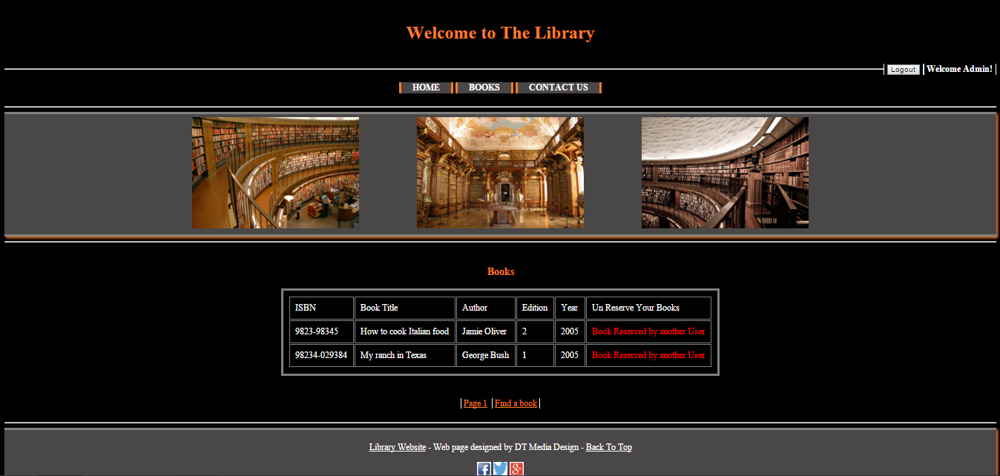 Welcome to The Library
Logout Welcome Admin!
HOME BOOKS CONTACT US
Books
ISBN Book Title Author Edition Year Un Reserve Your Books
9823-98345 How to cook Italian food Jamie Oliver 2 2005 Book Reserved by another User
98234-029384 My ranch in Texas George Bush 1 2005 Book Reserved by another User
Page 1 Find a book
Library Website - Web page designed by DT Media Design - Back To Top